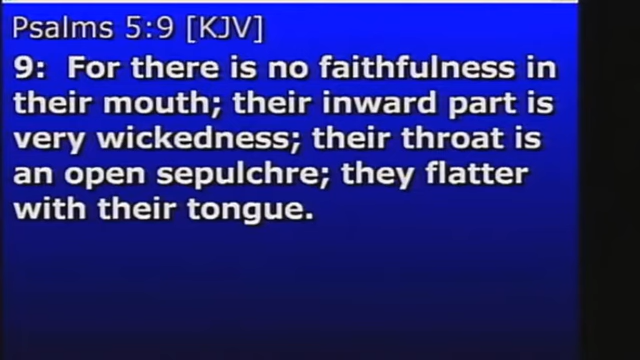 Psalms 5:9 [KJV]
9:  For there is no faithfulness in
their mouth; their inward part is
very wickedness; their throat is
an open sepulchre; they flatter
with their tongue.